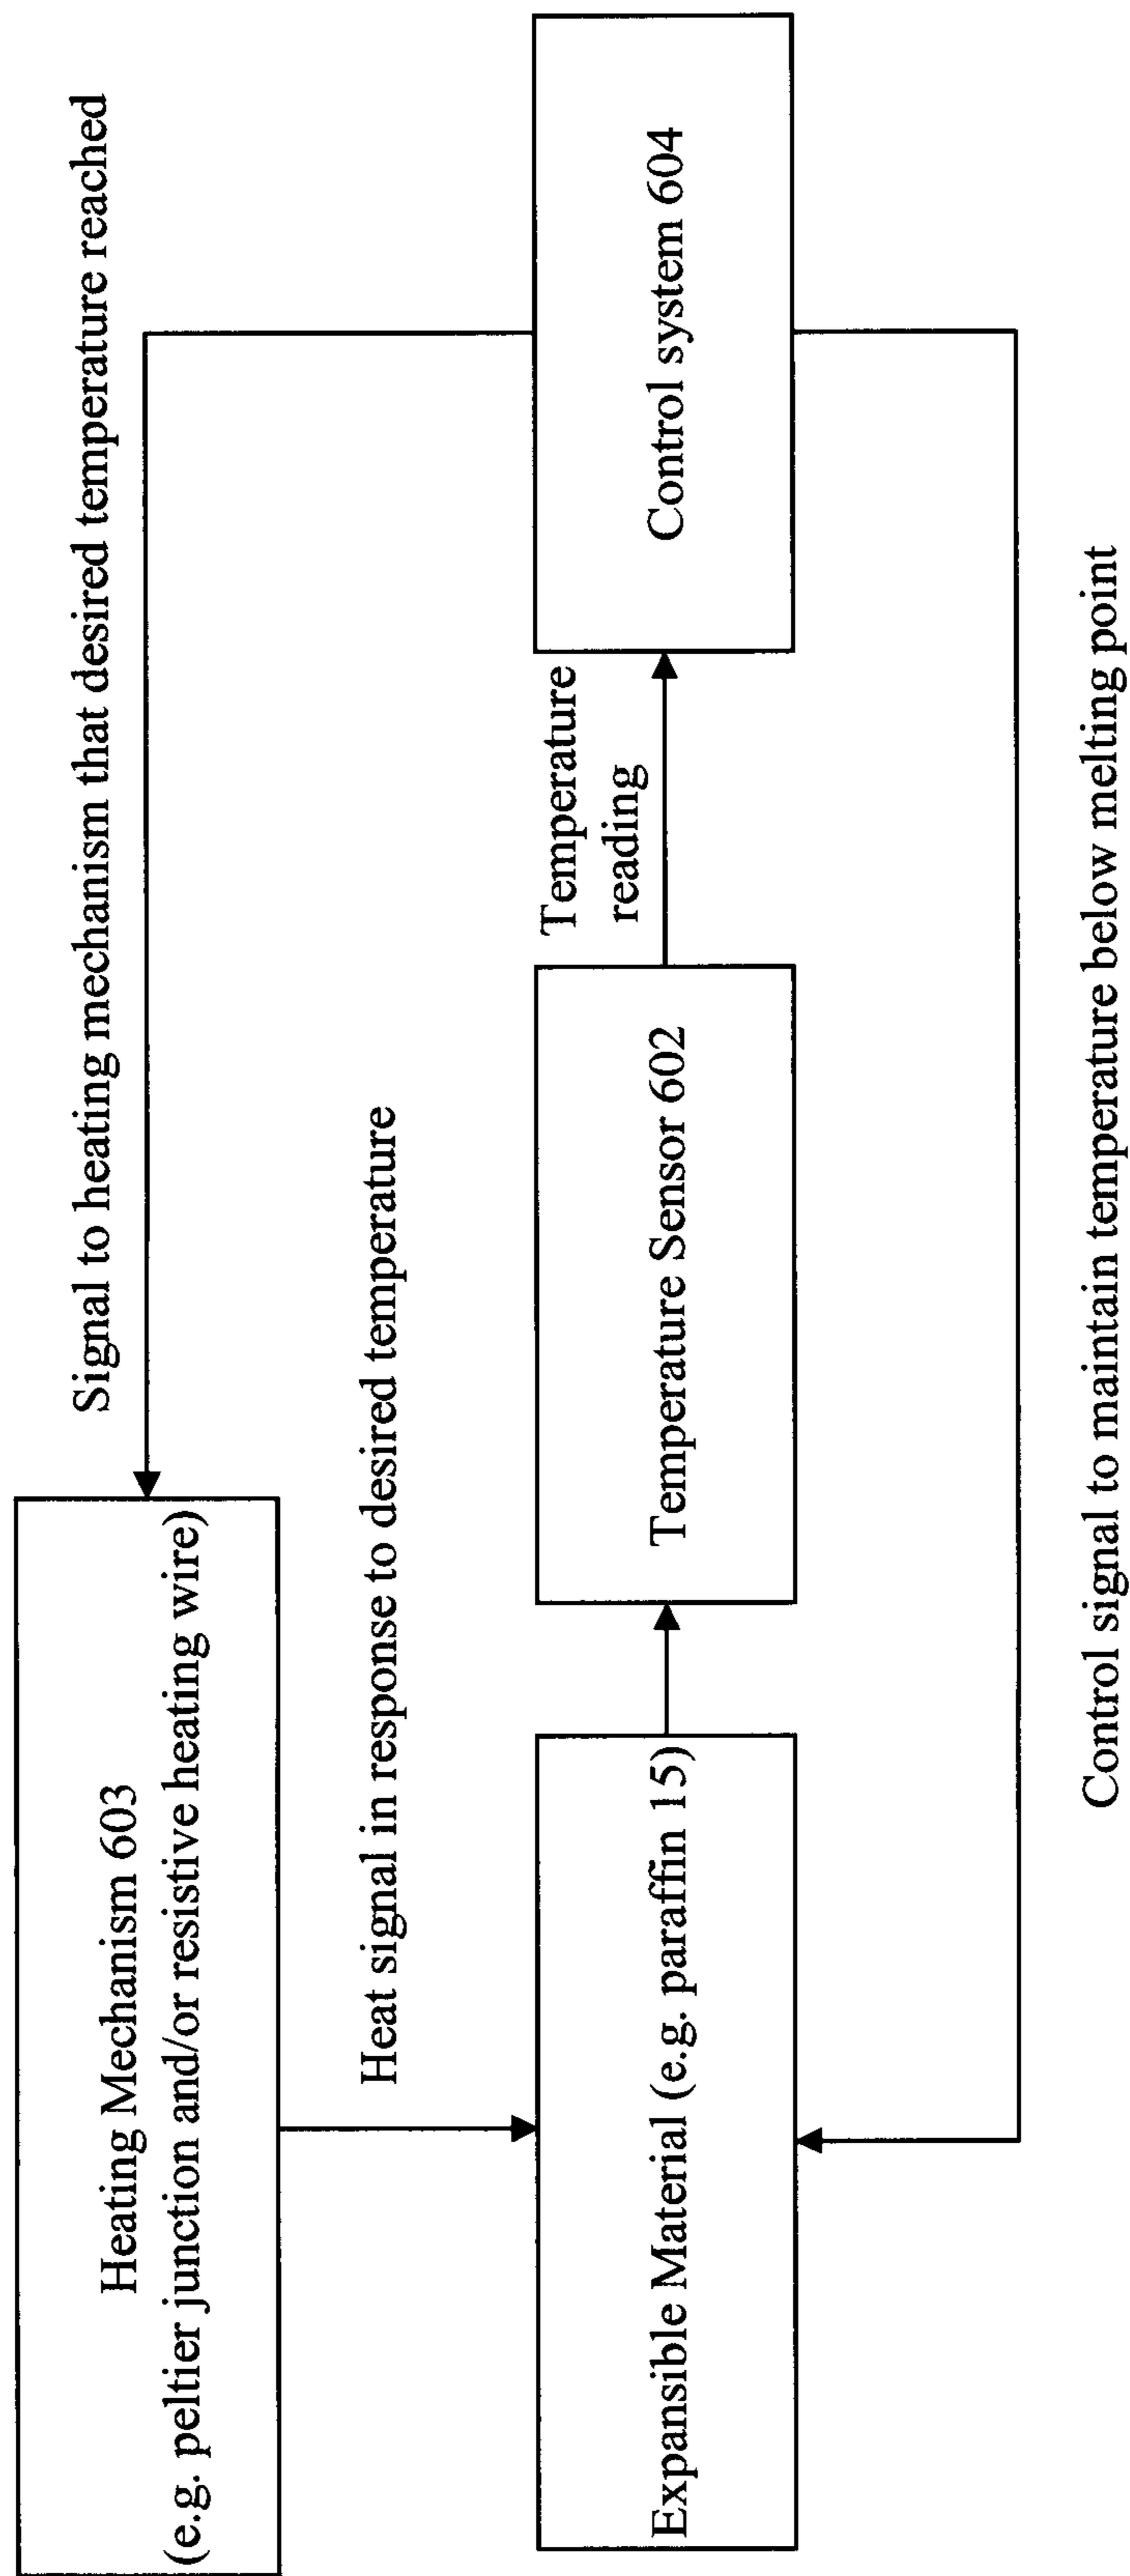 Signal to heating mechanism that desired temperature reached
Heating Mechanism 603
(e.g. peltier junction and/or resistive heating wire)
Heat signal in response to desired temperature
Expansible Material (e.g. paraffin 15)
Temperature Sensor 602
Temperature
reading
Control system 604
Control signal to maintain temperature below melting point